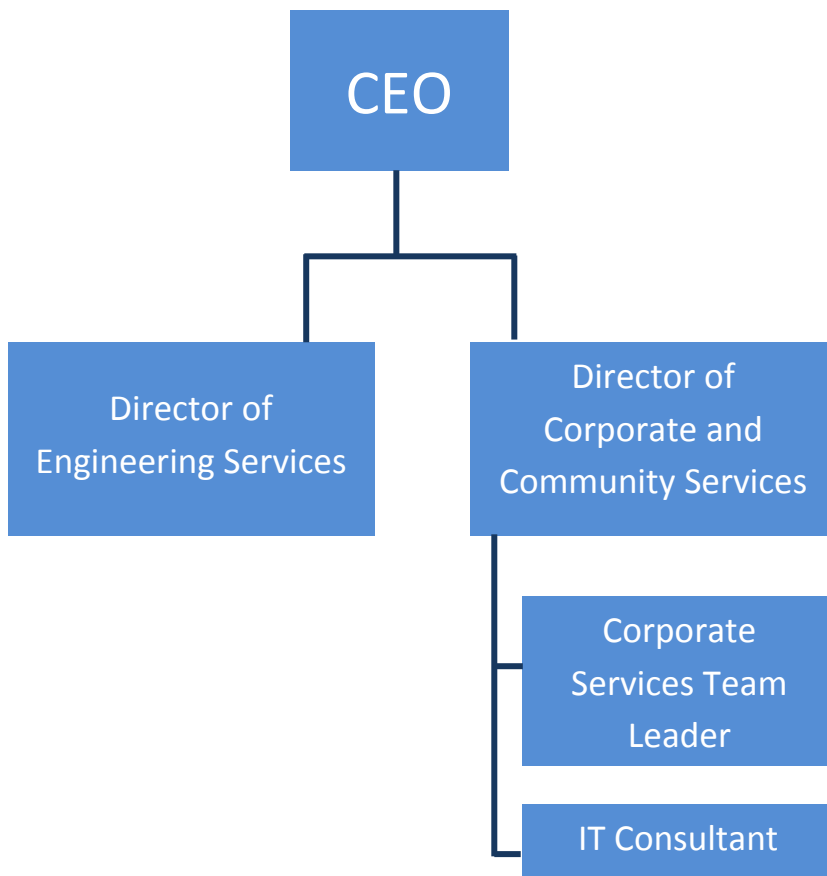 CEO
Director of
Engineering Services
Director of
Corporate and
Community Services
Corporate
Services Team
Leader
IT Consultant